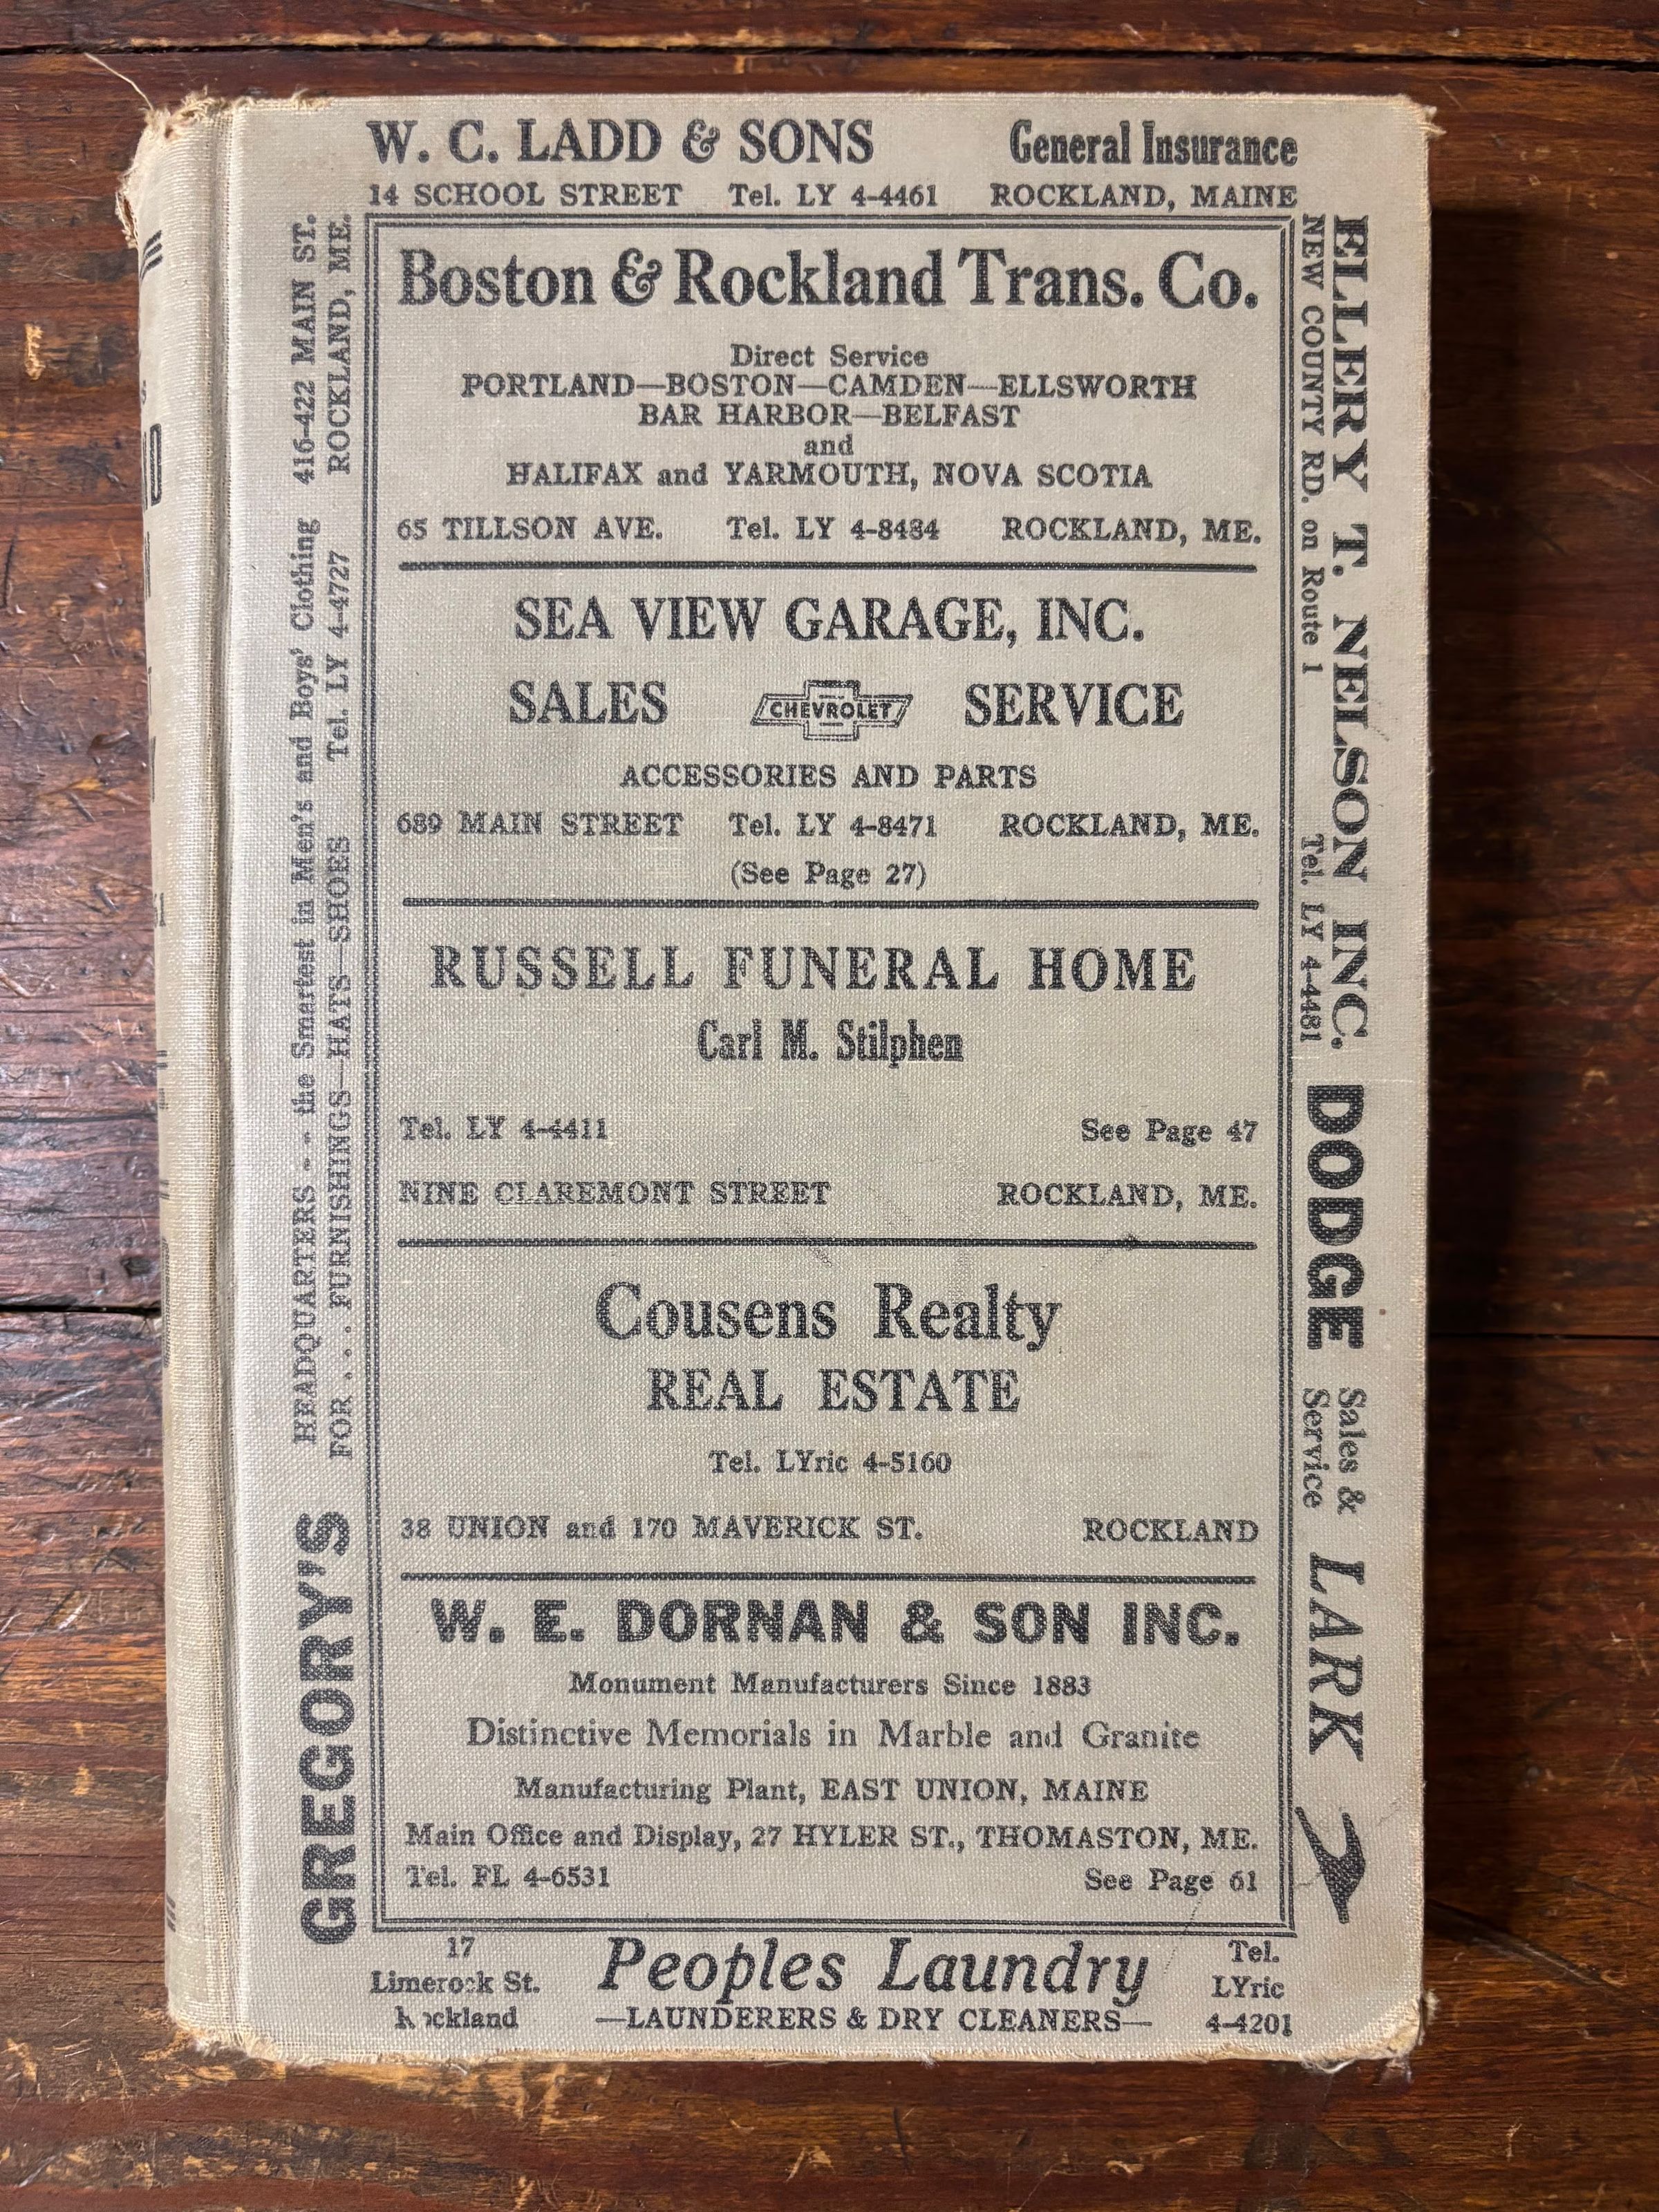 W. C. LADD & SONS General Insurance
14 SCHOOL STREET Tel. LY 4-4461 ROCKLAND, MAINE
Boston & Rockland Trans. Co.
Direct Service
PORTLAND—BOSTON—CAMDEN—ELLSWORTH
BAR HARBOR—BELFAST
and
HALIFAX and YARMOUTH, NOVA SCOTIA
65 TILLSON AVE. Tel. LY 4-8484 ROCKLAND, ME.
SEA VIEW GARAGE, INC.
SALES CHEVROLET SERVICE
ACCESSORIES AND PARTS
689 MAIN STREET Tel. LY 4-8471 ROCKLAND, ME.
(See Page 27)
RUSSELL FUNERAL HOME
Carl M. Stilphen
Tel. LY 4-4411 See Page 47
NINE CLAREMONT STREET ROCKLAND, ME.
Cousens Realty
REAL ESTATE
Tel. LYric 4-5160
38 UNION and 170 MAVERICK ST. ROCKLAND
W. E. DORNAN & SON INC.
Monument Manufacturers Since 1883
Distinctive Memorials in Marble and Granite
Manufacturing Plant, EAST UNION, MAINE
Main Office and Display, 27 HYLER ST., THOMASTON, ME.
Tel. FL 4-6531 See Page 61
GREGORY'S
HEADQUARTERS - - the Smartest in Men's and Boys' Clothing 416-422 MAIN ST.
FOR . . . FURNISHINGS—HATS—SHOES Tel. LY 4-4727 ROCKLAND, ME.
ELLERY T. NELSON INC. DODGE Sales & LARK
NEW COUNTY RD. on Route 1 Tel. LY 4-4481 Service
17
Limerock St.
Rockland
Peoples Laundry
—LAUNDERERS & DRY CLEANERS—
Tel.
LYric
4-4201